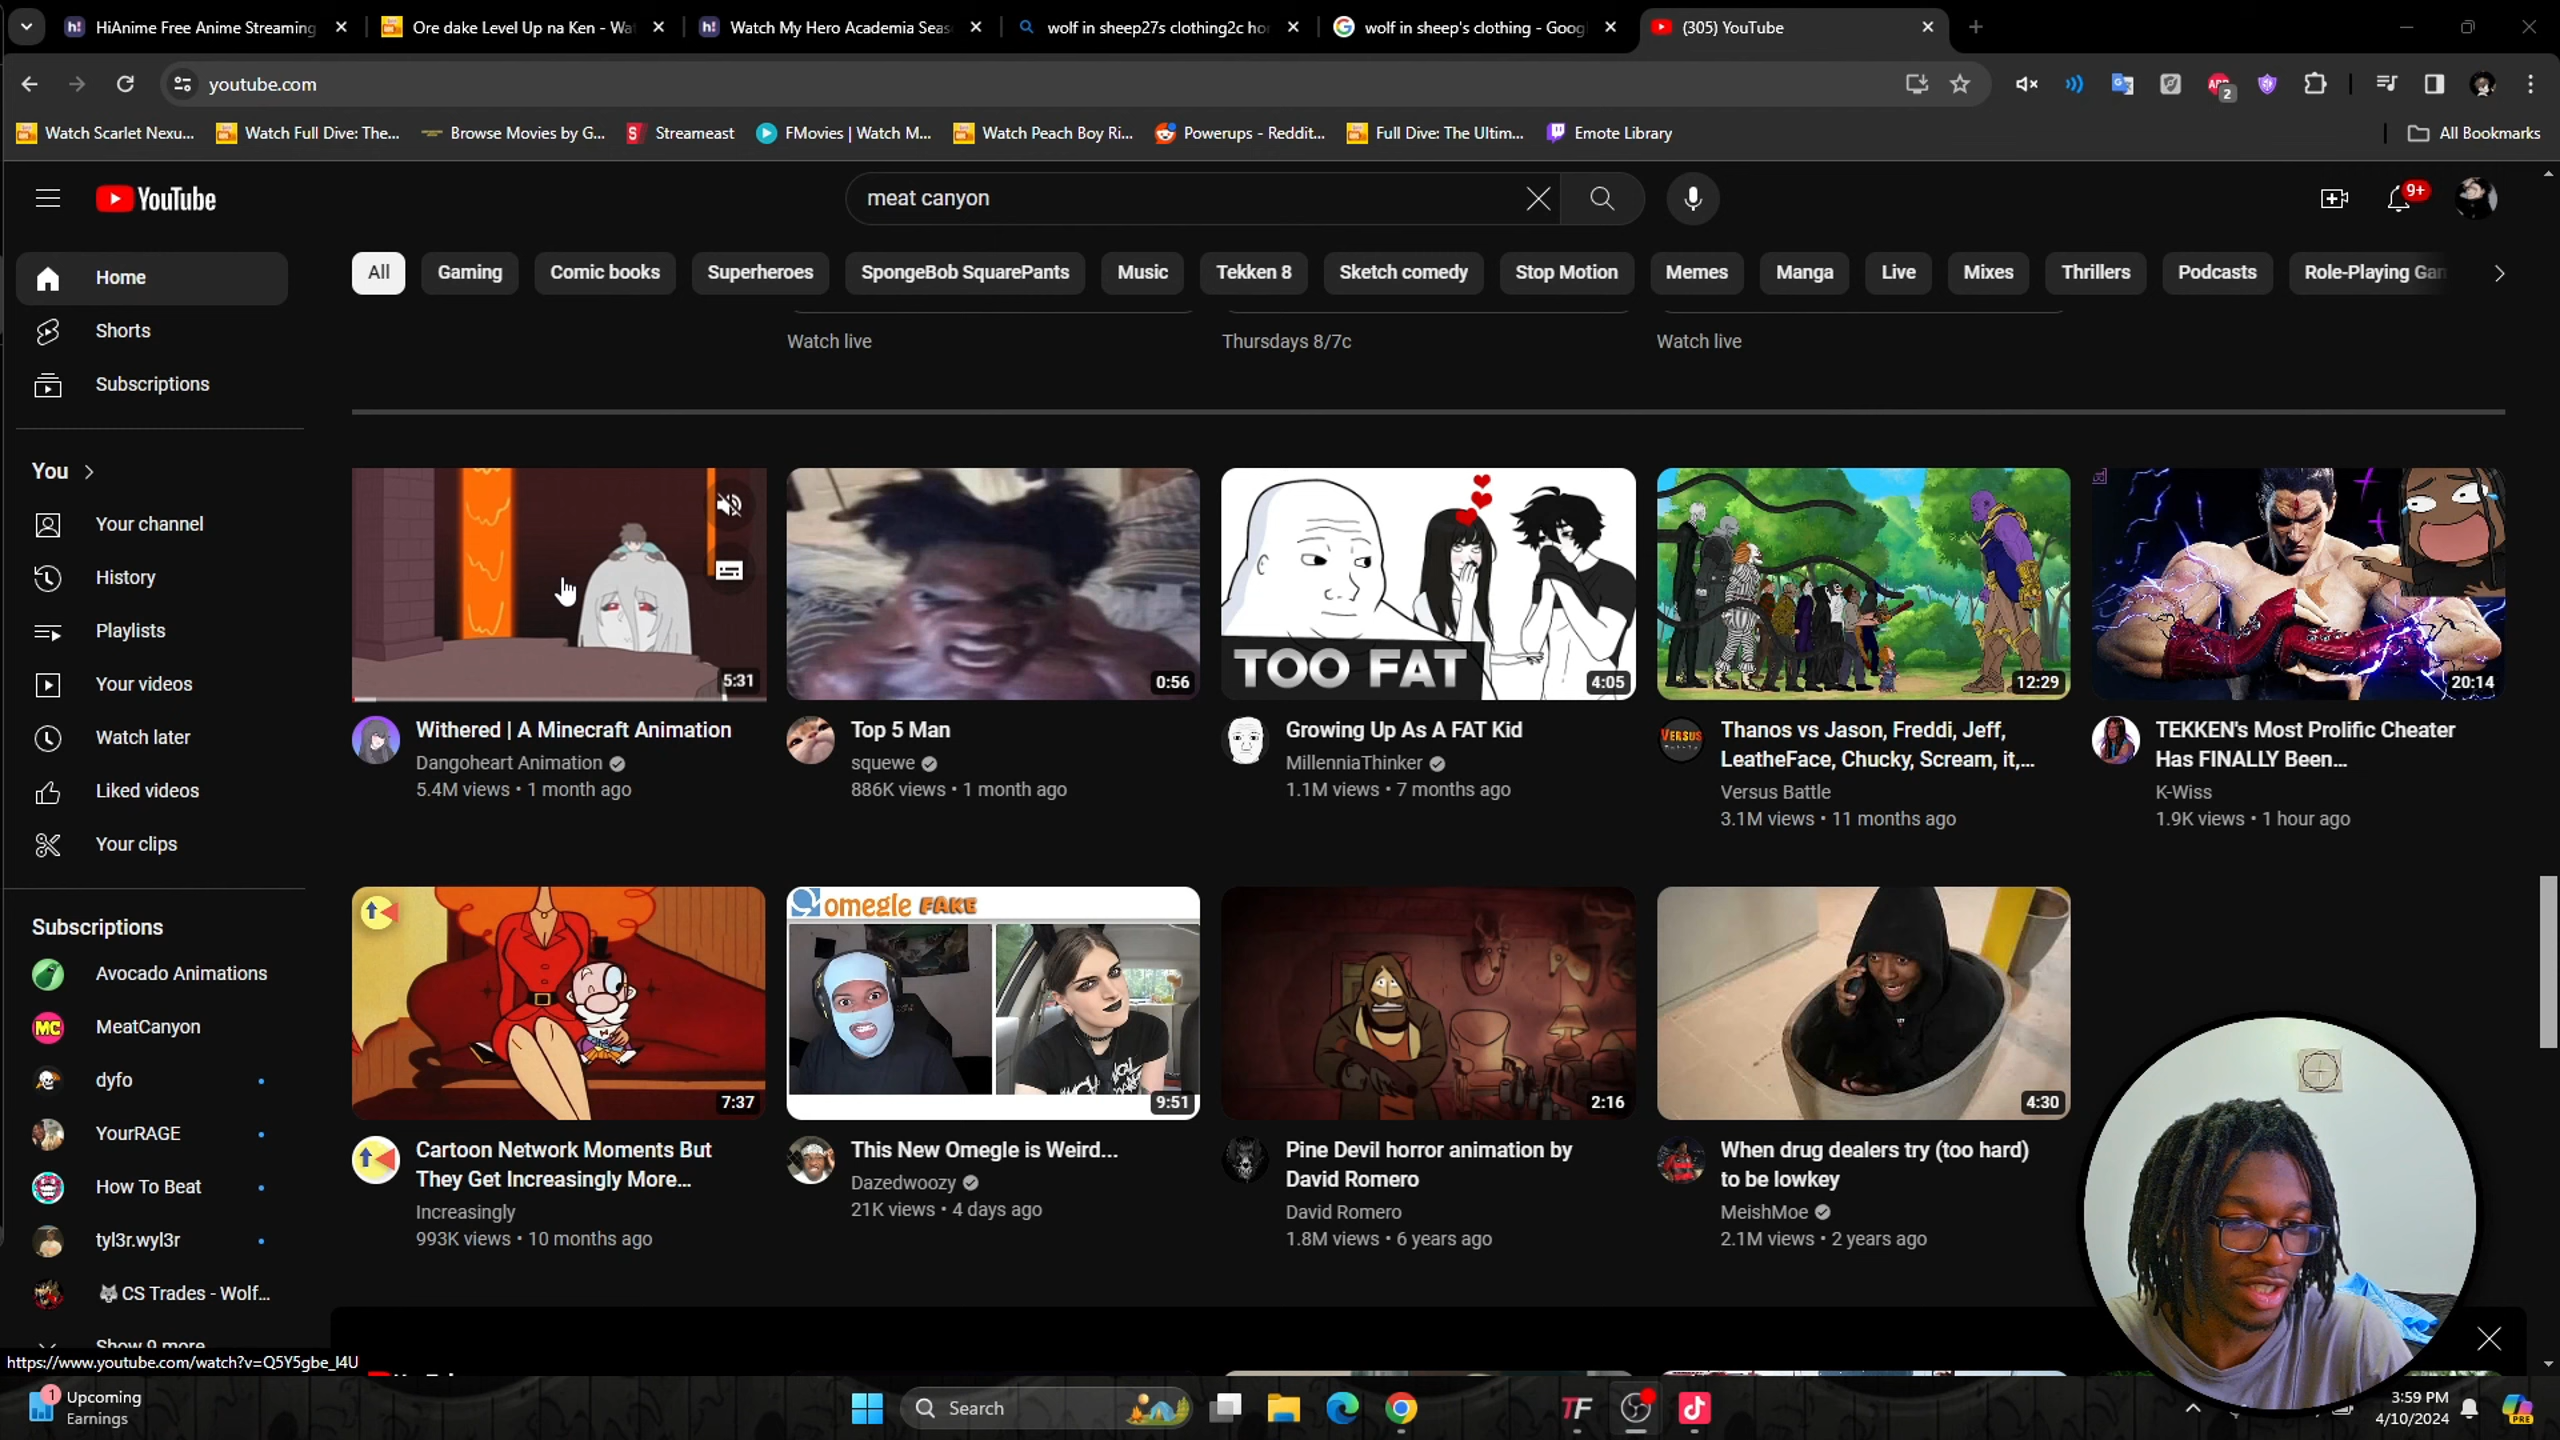 HiAnime Free Anime Streaming
Ore dake Level Up na Ken - Wat
Watch My Hero Academia Seas
wolf in sheep27s clothing2c hor
wolf in sheep's clothing - Goog
(305) YouTube
youtube.com
2
Watch Scarlet Nexu...
Watch Full Dive: The...
Browse Movies by G...
Streameast
FMovies | Watch M...
Watch Peach Boy Ri...
Powerups - Reddit...
Full Dive: The Ultim...
Emote Library
All Bookmarks
YouTube
meat canyon
9+
Home
Shorts
Subscriptions
All
Gaming
Comic books
Superheroes
SpongeBob SquarePants
Music
Tekken 8
Sketch comedy
Stop Motion
Memes
Manga
Live
Mixes
Thrillers
Podcasts
Role-Playing Gam
Watch live
Thursdays 8/7c
Watch live
You
Your channel
History
Playlists
Your videos
Watch later
Liked videos
Your clips
5:31
0:56
TOO FAT
4:05
12:29
20:14
Withered | A Minecraft Animation
Dangoheart Animation
5.4M views • 1 month ago
Top 5 Man
squewe
886K views • 1 month ago
Growing Up As A FAT Kid
MillenniaThinker
1.1M views • 7 months ago
VERSUS
Thanos vs Jason, Freddi, Jeff,
LeatheFace, Chucky, Scream, it,...
Versus Battle
3.1M views • 11 months ago
TEKKEN's Most Prolific Cheater
Has FINALLY Been...
K-Wiss
1.9K views • 1 hour ago
Subscriptions
Avocado Animations
MC
MeatCanyon
dyfo
YourRAGE
How To Beat
tyl3r.wyl3r
CS Trades - Wolf...
Show 9 more
7:37
omegle FAKE
9:51
2:16
4:30
Cartoon Network Moments But
They Get Increasingly More...
Increasingly
993K views • 10 months ago
This New Omegle is Weird...
Dazedwoozy
21K views • 4 days ago
Pine Devil horror animation by
David Romero
David Romero
1.8M views • 6 years ago
When drug dealers try (too hard)
to be lowkey
MeishMoe
2.1M views • 2 years ago
https://www.youtube.com/watch?v=Q5Y5gbe_I4U
1
Upcoming
Earnings
Search
TF
3:59 PM
4/10/2024
PRE